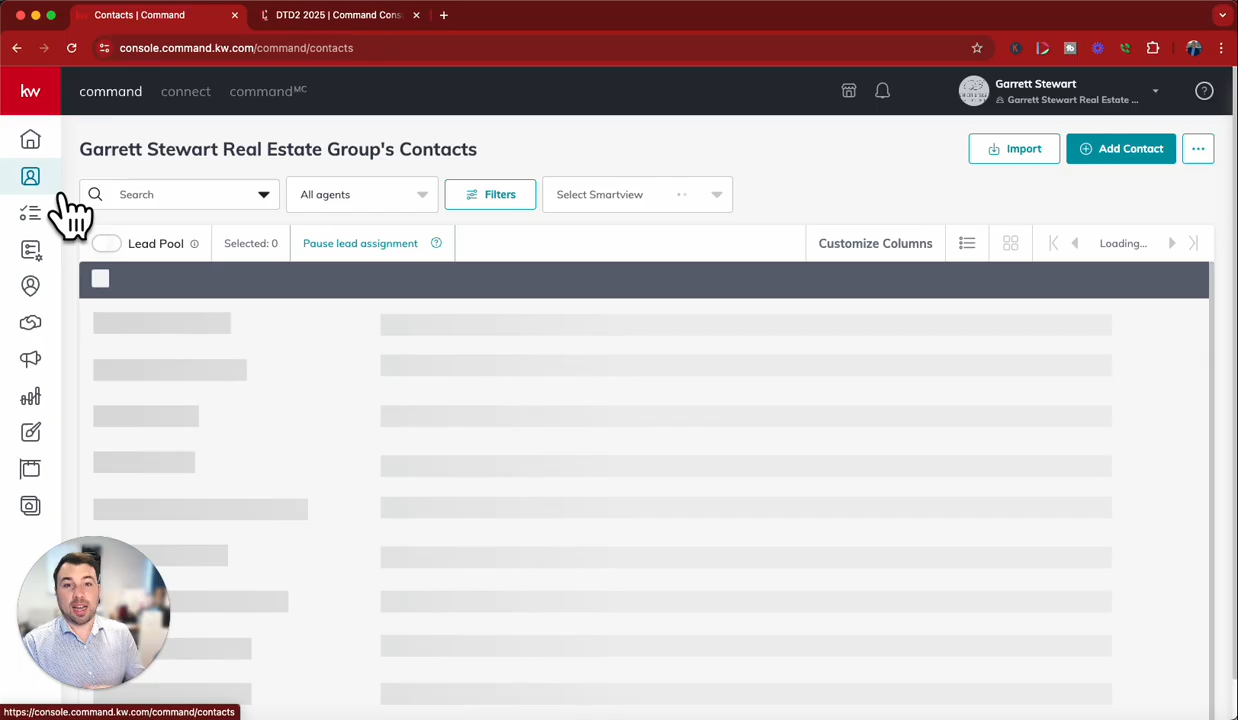 Contacts | Command
DTD2 2025 | Command Cons
console.command.kw.com/command/contacts
kw
command
connect
command MC
Garrett Stewart
Garrett Stewart Real Estate ...
Garrett Stewart Real Estate Group's Contacts
Import
Add Contact
Search
All agents
Filters
Select Smartview
Lead Pool
Selected: 0
Pause lead assignment
Customize Columns
Loading...
https://console.command.kw.com/command/contacts